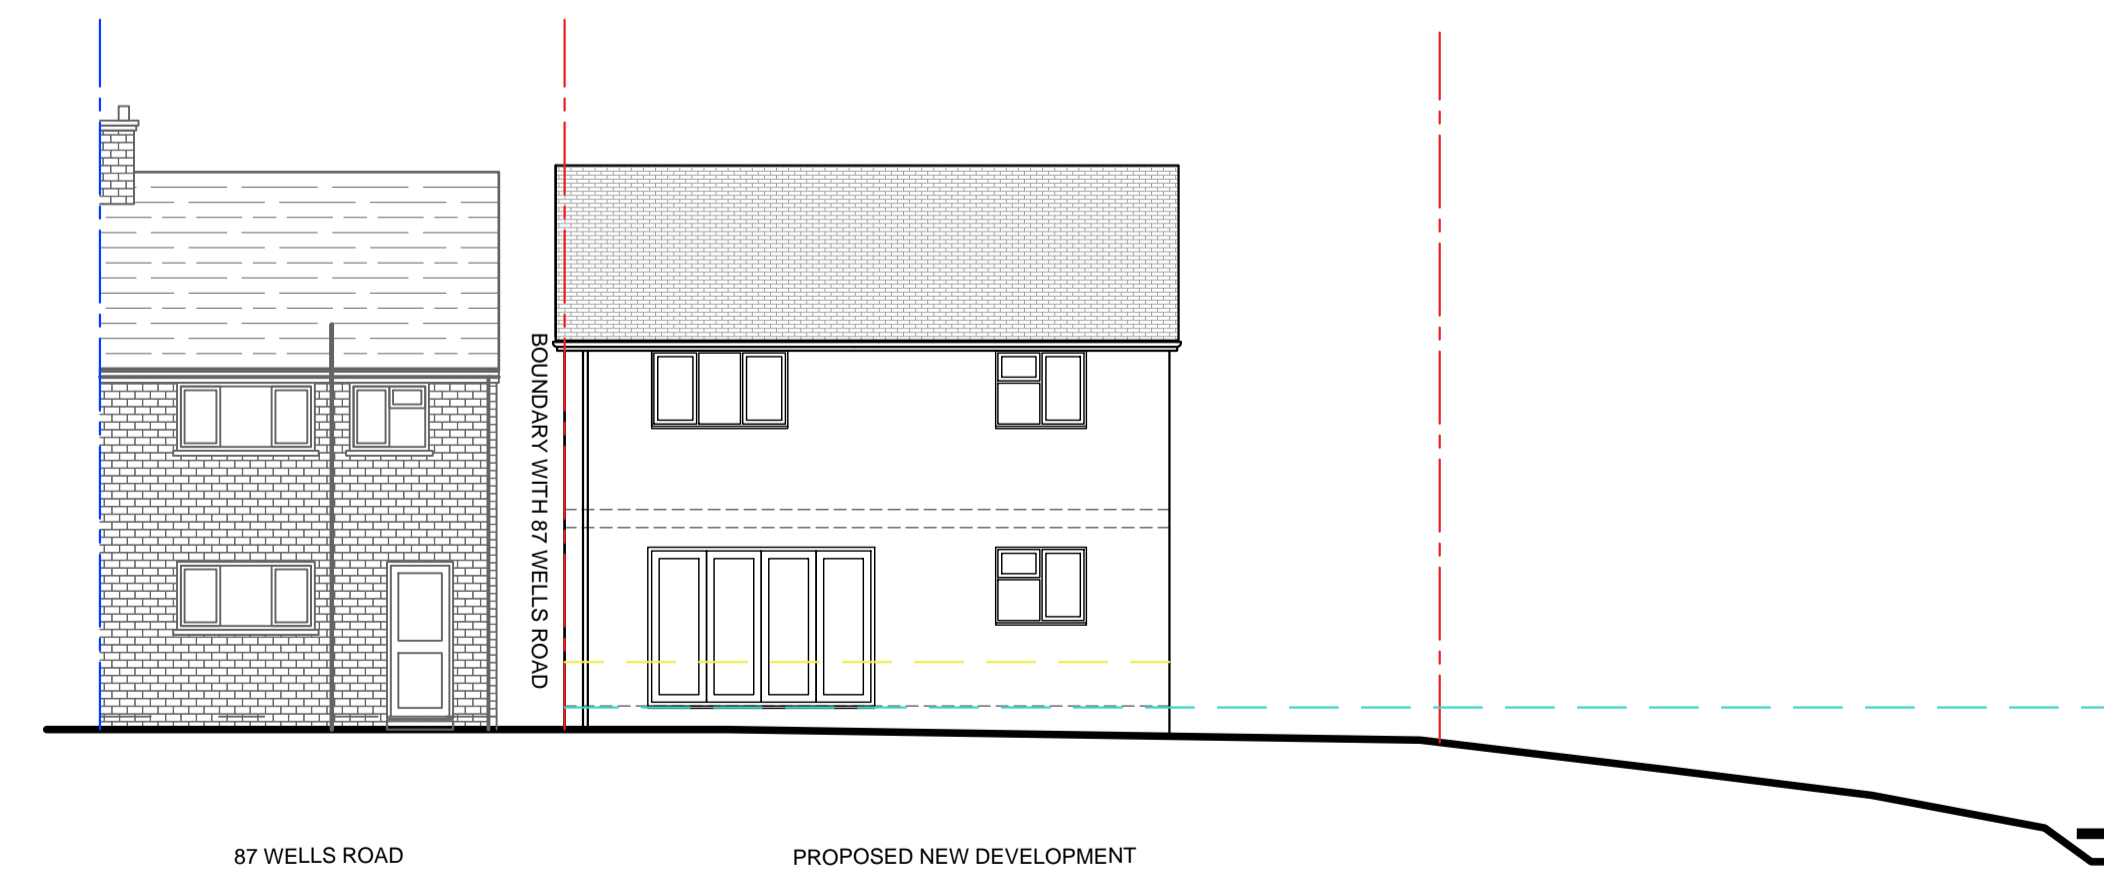 BOUNDARY WITH 87 WELLS ROAD
87 WELLS ROAD
PROPOSED NEW DEVELOPMENT